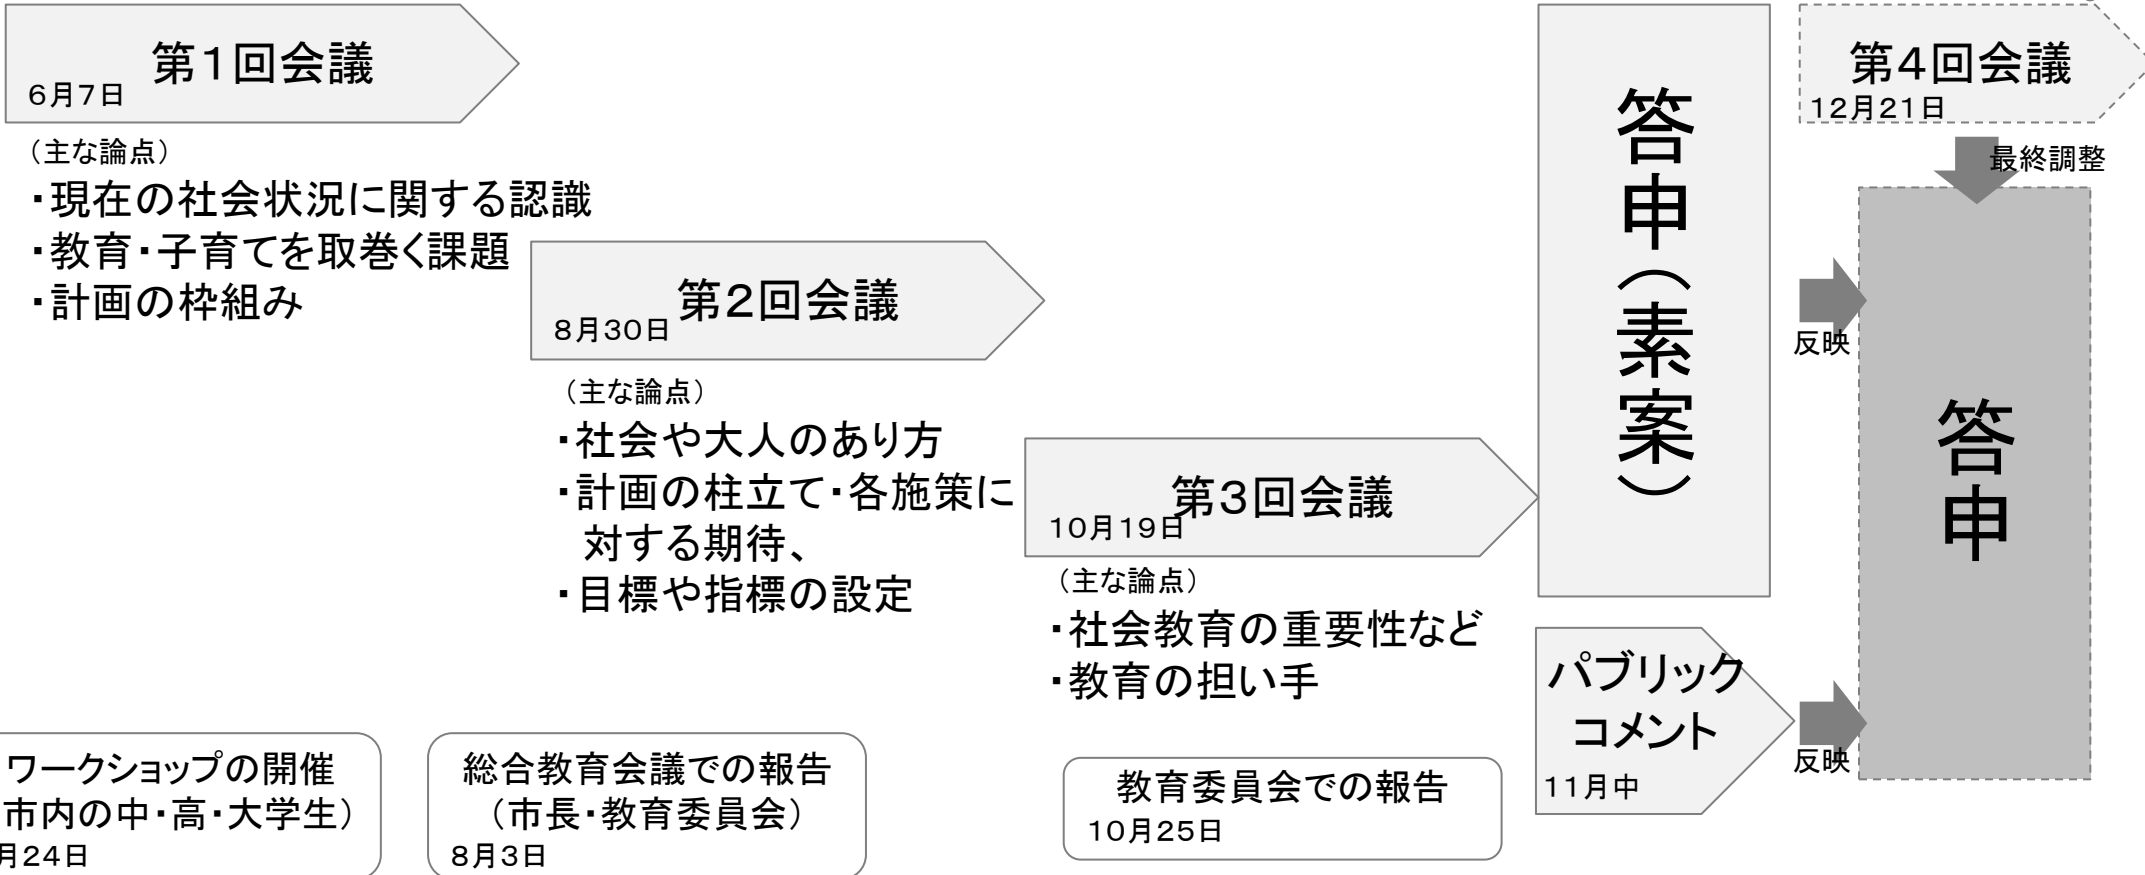 第1回会議
6月7日
（主な論点）
・現在の社会状況に関する認識
・教育・子育てを取巻く課題
・計画の枠組み
第2回会議
8月30日
（主な論点）
・社会や大人のあり方
・計画の柱立て・各施策に
対する期待、
・目標や指標の設定
第3回会議
10月19日
（主な論点）
・社会教育の重要性など
・教育の担い手
答申（素案）
第4回会議
12月21日
最終調整
反映
答申
パブリック
コメント
11月中
反映
ワークショップの開催
市内の中・高・大学生）
月24日
総合教育会議での報告
（市長・教育委員会）
8月3日
教育委員会での報告
10月25日